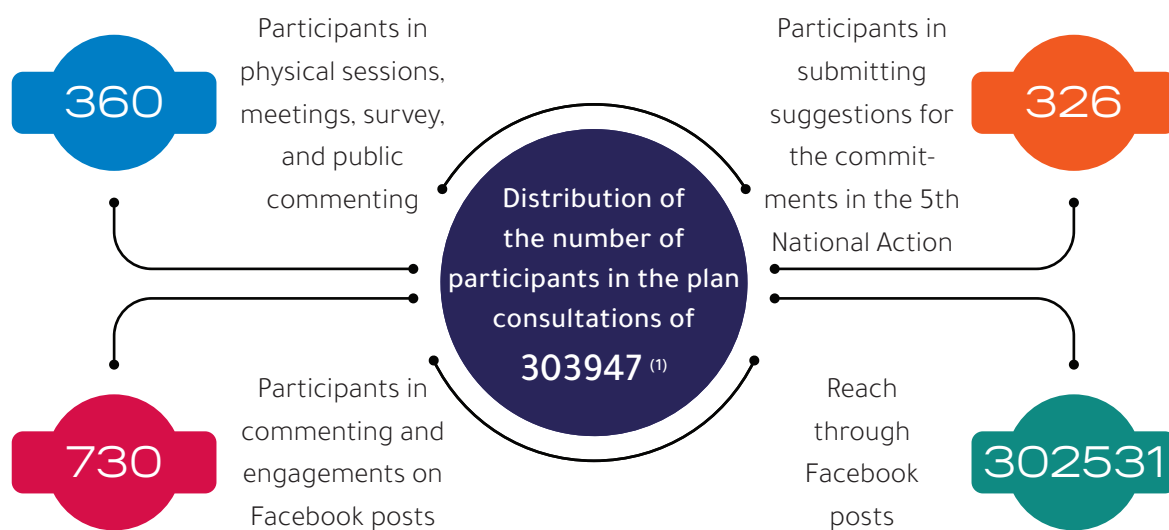 360
Participants in
physical sessions,
meetings, survey,
and public
commenting
Participants in
submitting
suggestions for
the commit-
ments in the 5th
National Action
326
Distribution of
the number of
participants in the plan
consultations of
303947 (1)
730
Participants in
commenting and
engagements on
Facebook posts
Reach
through
Facebook
posts
302531